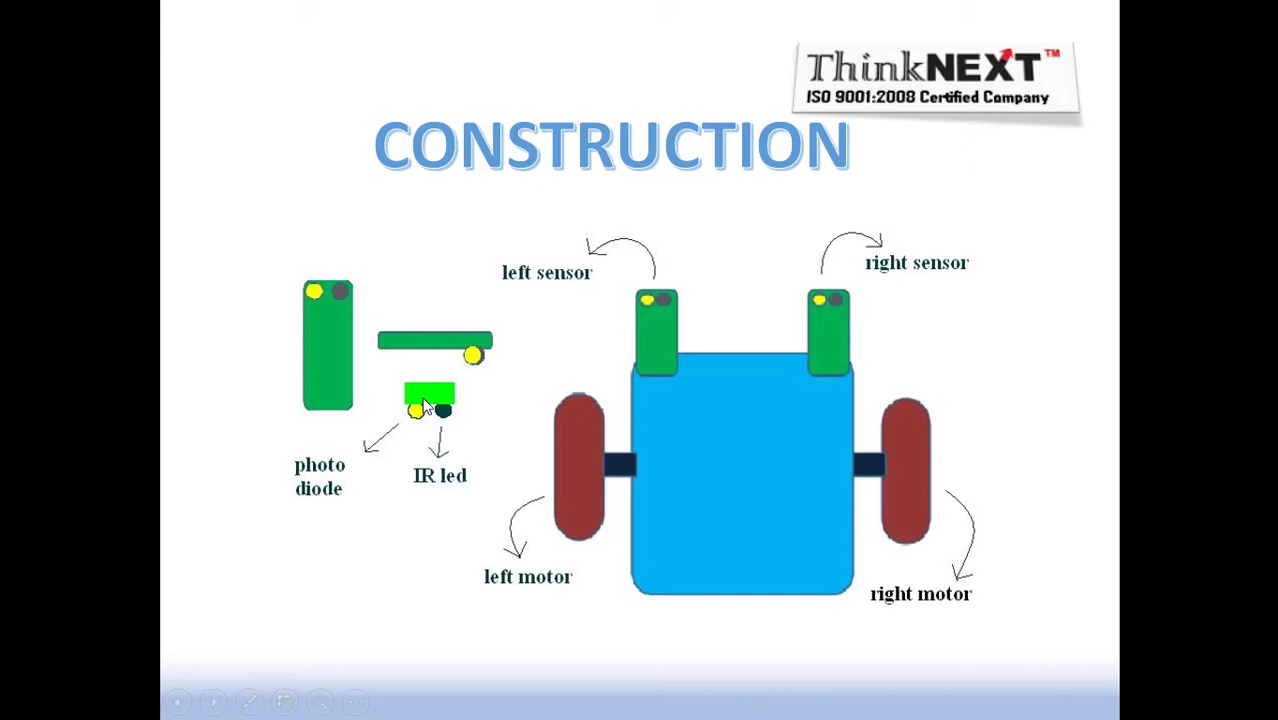 ThinkNEXT™
ISO 9001:2008 Certified Company
CONSTRUCTION
left sensor
right sensor
photo
diode
IR led
left motor
right motor